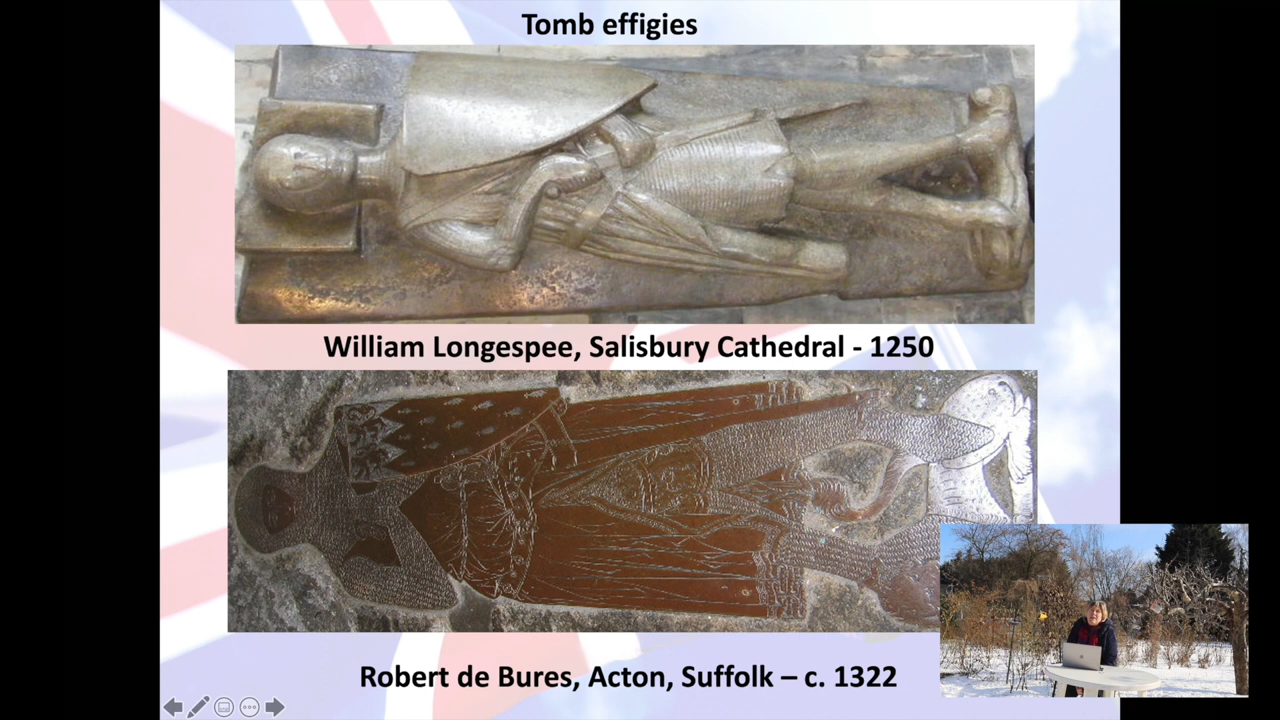 Tomb effigies
William Longespee, Salisbury Cathedral - 1250
Robert de Bures, Acton, Suffolk – c. 1322